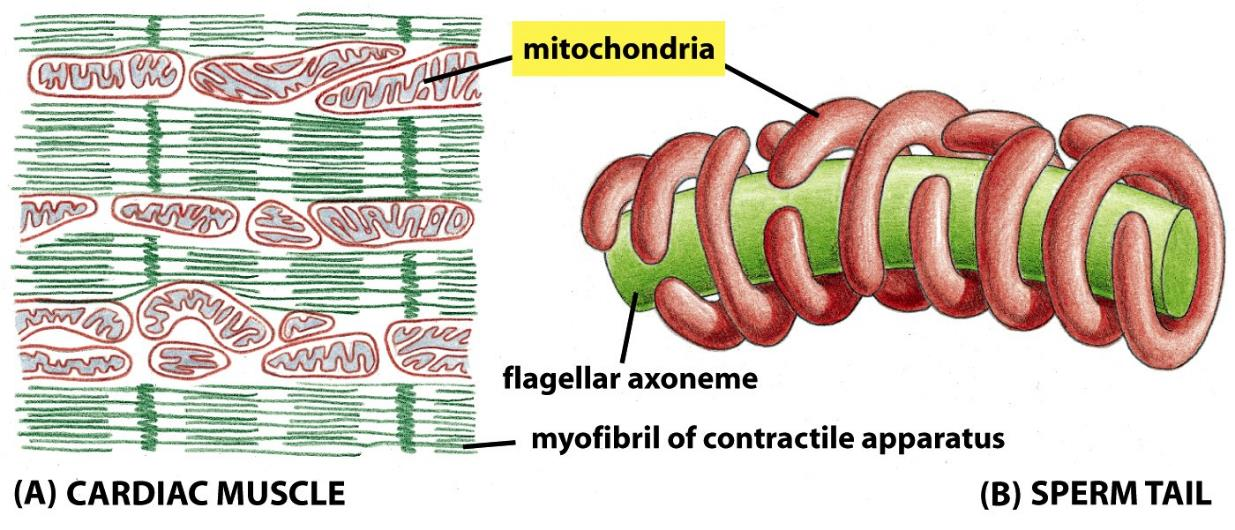 mitochondria
flagellar axoneme
myofibril of contractile apparatus
(A) CARDIAC MUSCLE
(B) SPERM TAIL